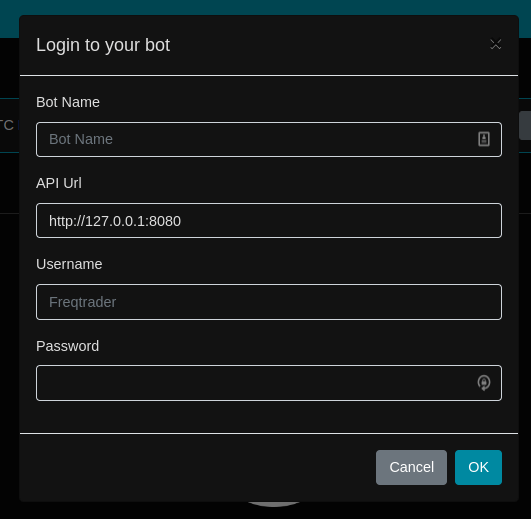 Login to your bot
Bot Name
Bot Name
TC
API Url
http://127.0.0.1:8080
Username
Freqtrader
Password
Cancel
OK